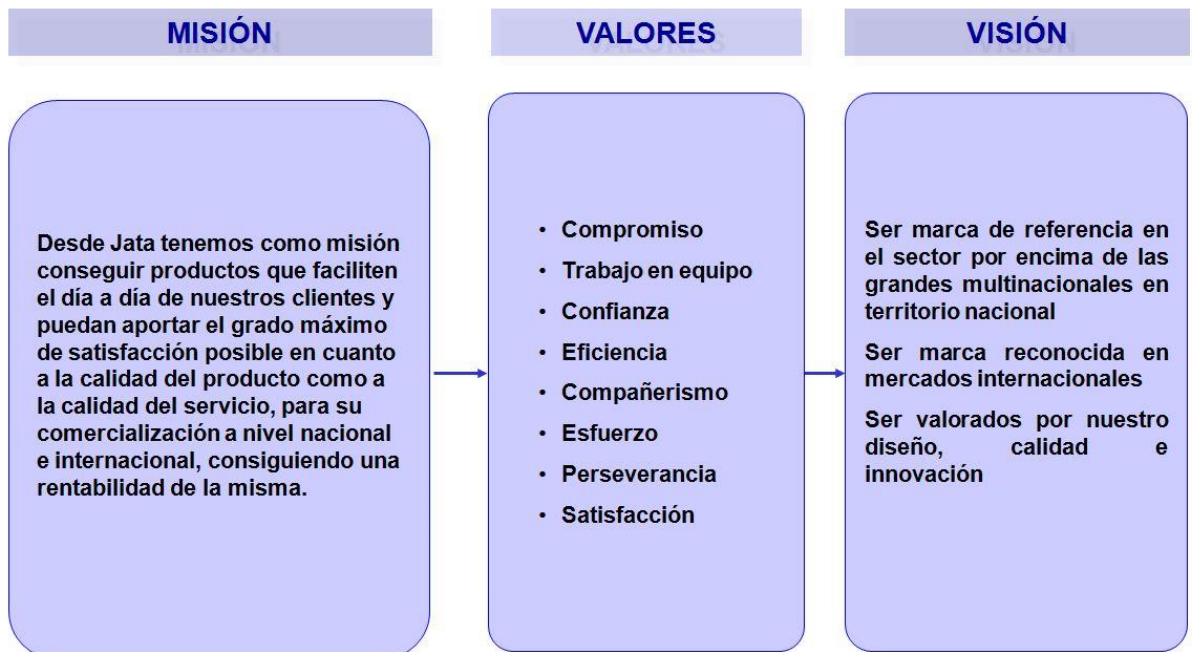 MISIÓN
Desde Jata tenemos como misión
conseguir productos que faciliten
el día a día de nuestros clientes y
puedan aportar el grado máximo
de satisfacción posible en cuanto
a la calidad del producto como a
la calidad del servicio, para su
comercialización a nivel nacional
e internacional, consiguiendo una
rentabilidad de la misma.
VALORES
• Compromiso
• Trabajo en equipo
• Confianza
• Eficiencia
• Compañerismo
• Esfuerzo
• Perseverancia
• Satisfacción
VISIÓN
Ser marca de referencia en
el sector por encima de las
grandes multinacionales en
territorio nacional
Ser marca reconocida en
mercados internacionales
Ser valorados por nuestro
diseño, calidad e
innovación